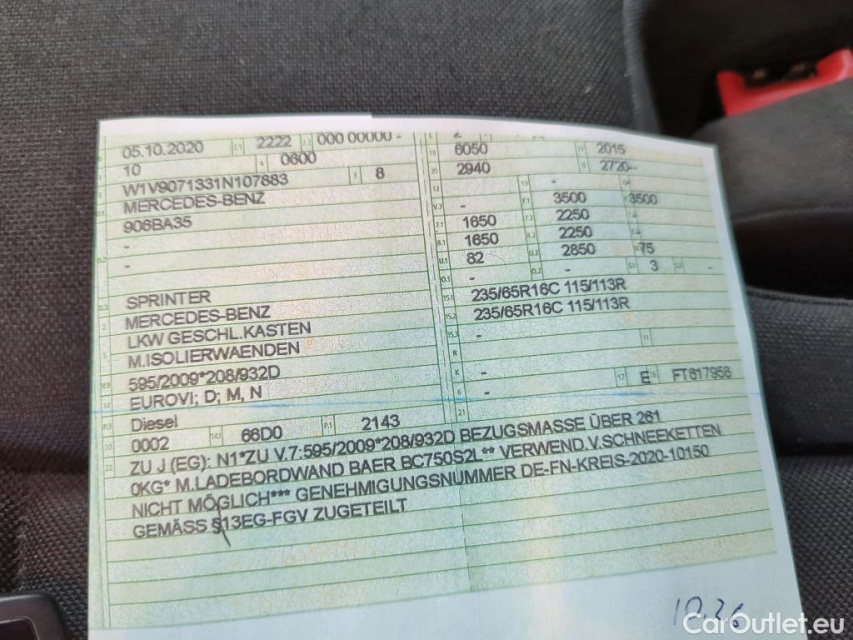 05.10.2020 2222 000 00000 -
10 0600
W1V9071331N107883 8
MERCEDES-BENZ
906BA35
-
-
SPRINTER
MERCEDES-BENZ
LKW GESCHL.KASTEN
M.ISOLIERWAENDEN
595/2009*208/932D
EUROVI; D; M, N
Diesel
0002 66D0 2143
6050 2015
2940 2720-
- -
- 3500 3500
1650 2250
1650 2250 -
82 2850 75
- - 3 -
235/65R16C 115/113R
235/65R16C 115/113R
-
-
- E FT617958
ZU J (EG): N1*ZU V.7:595/2009*208/932D BEZUGSMASSE ÜBER 261
0KG* M.LADEBORDWAND BAER BC750S2L** VERWEND.V.SCHNEEKETTEN
NICHT MÖGLICH*** GENEHMIGUNGSNUMMER DE-FN-KREIS-2020-10150
GEMÄSS §13EG-FGV ZUGETEILT
10.26
CarOutlet.eu